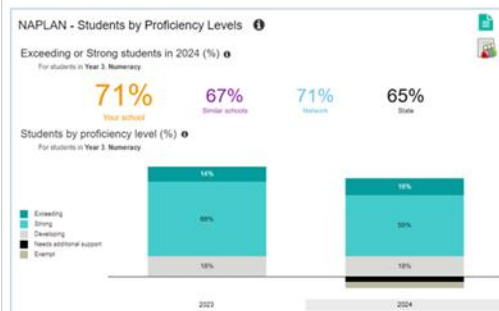 NAPLAN - Students by Proficiency Levels
Exceeding or Strong students in 2024 (%)
For students in Year 3, Numeracy
71% 67% 71% 65%
Your school Similar schools Network State
Students by proficiency level (%)
For students in Year 3, Numeracy
14%
16%
68%
Exceeding
Strong
Developing
Needs additional support
Exempt
18% 18%
2023 2024